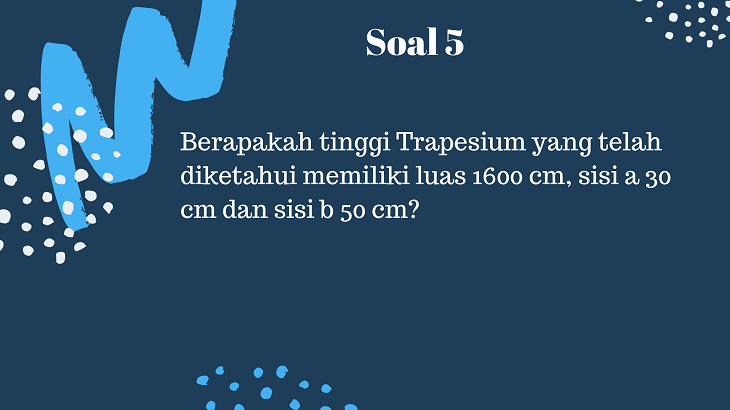 Soal 5
Berapakah tinggi Trapesium yang telah
diketahui memiliki luas 1600 cm, sisi a 30
cm dan sisi b 50 cm?